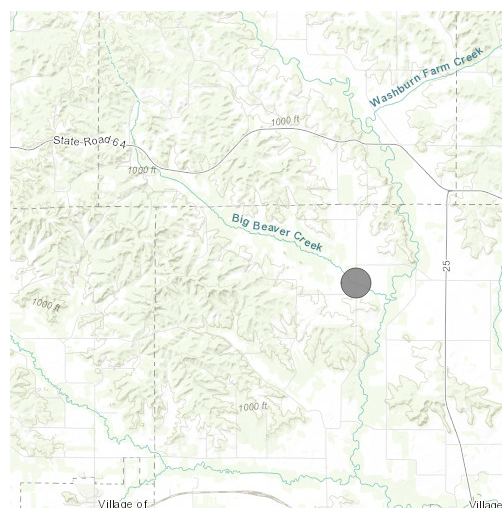 Washburn Farm Creek
1000 ft
State-Road 64
1000 ft
Big Beaver Creek
25
1000 ft
1000 ft
Village of
Village